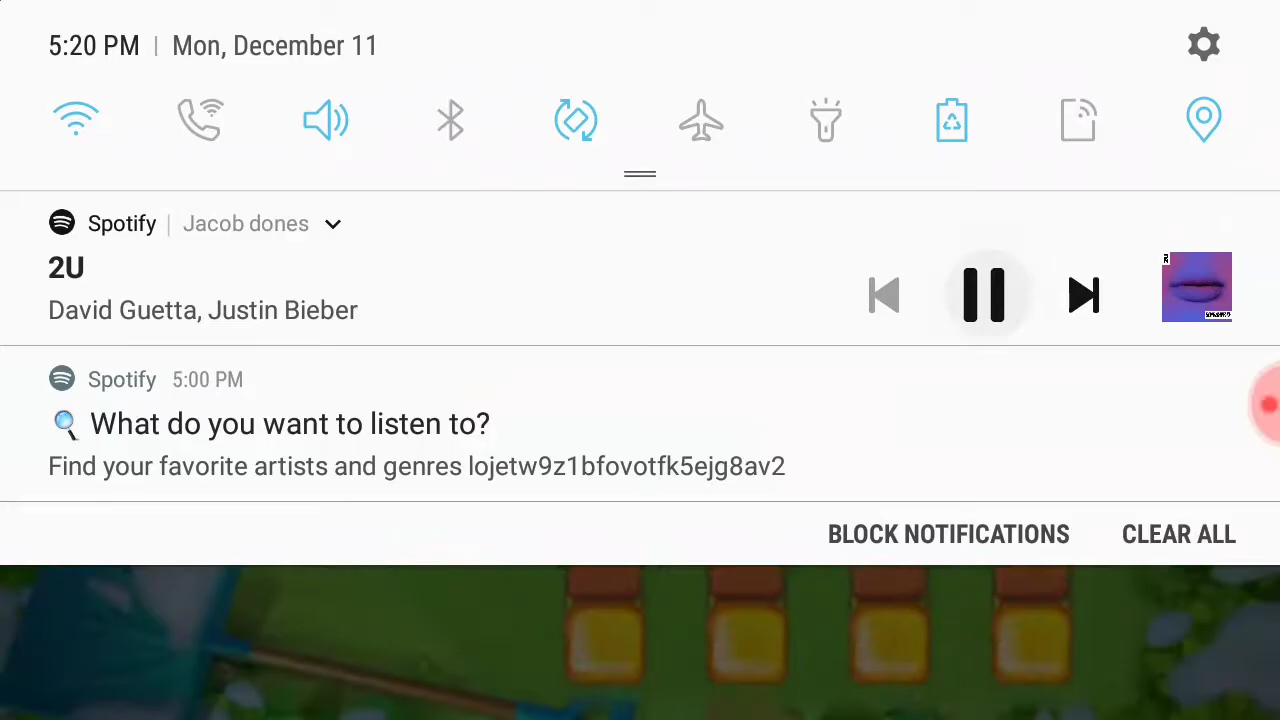 5:20 PM | Mon, December 11
Spotify | Jacob dones
2U
David Guetta, Justin Bieber
Spotify 5:00 PM
What do you want to listen to?
Find your favorite artists and genres lojetw9z1bfovotfk5ejg8av2
BLOCK NOTIFICATIONS CLEAR ALL